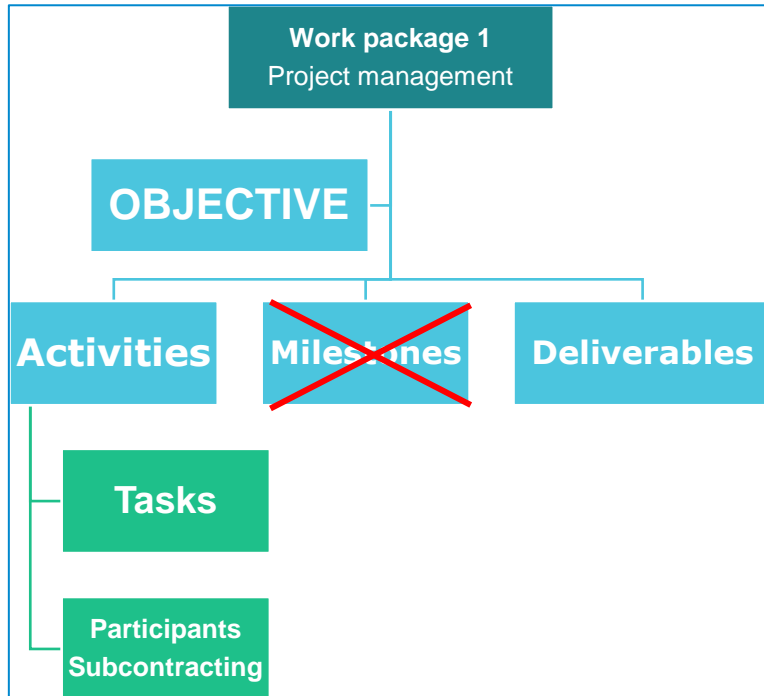 Work package 1
Project management
OBJECTIVE
Activities
Milestones
Deliverables
Tasks
Participants
Subcontracting